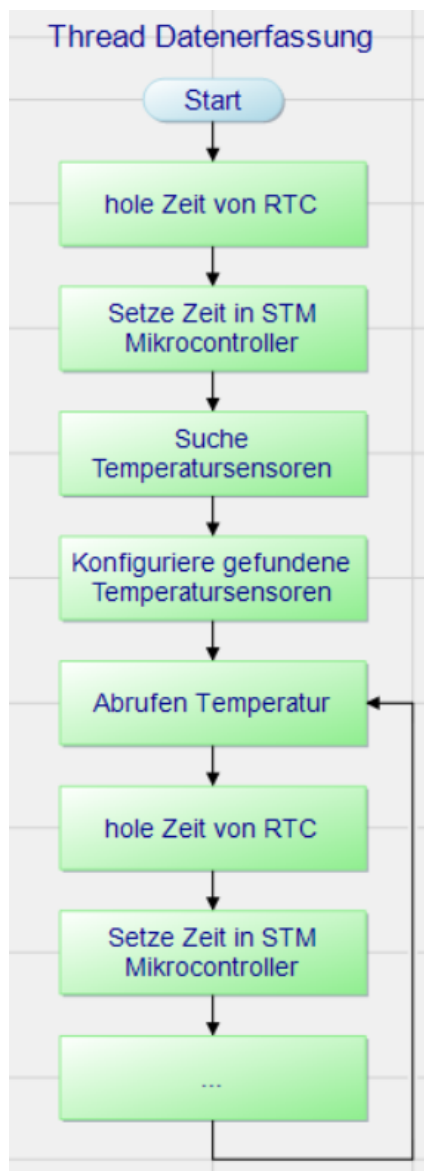 Thread Datenerfassung
Start
hole Zeit von RTC
Setze Zeit in STM
Mikrocontroller
Suche
Temperatursensoren
Konfiguriere gefundene
Temperatursensoren
Abrufen Temperatur
hole Zeit von RTC
Setze Zeit in STM
Mikrocontroller
...